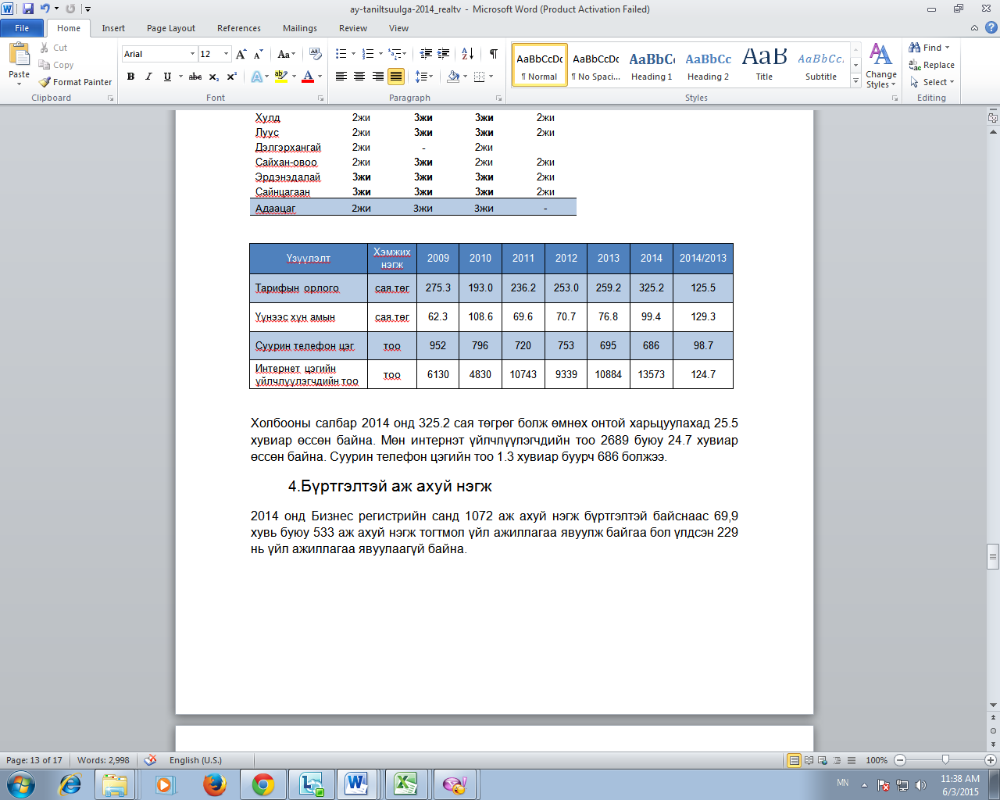 ay-taniltsuulga-2014_realtv - Microsoft Word (Product Activation Failed)
File Home Insert Page Layout References Mailings Review View
Paste
Cut
Copy
Format Painter
Clipboard
Arial 12
Font
Paragraph
AaBbCcDc AaBbCcDc AaBbCc AaBbCc AaB AaBbCc.
¶ Normal ¶ No Spaci... Heading 1 Heading 2 Title Subtitle
Change Styles
Styles
Find
Replace
Select
Editing
Хулд 2жи 3жи 3жи 2жи
Луус 2жи 3жи 3жи 2жи
Дэлгэрхангай 2жи - 2жи
Сайхан-овоо 2жи 3жи 2жи 2жи
Эрдэнэдалай 3жи 3жи 3жи 2жи
Сайнцагаан 3жи 3жи 3жи 2жи
Адаацаг 2жи 3жи 3жи -
Үзүүлэлт Хэмжих нэгж 2009 2010 2011 2012 2013 2014 2014/2013
Тарифын орлого сая.төг 275.3 193.0 236.2 253.0 259.2 325.2 125.5
Үүнээс хүн амын сая.төг 62.3 108.6 69.6 70.7 76.8 99.4 129.3
Суурин телефон цэг тоо 952 796 720 753 695 686 98.7
Интернет цэгийн үйлчлүүлэгчдийн тоо тоо 6130 4830 10743 9339 10884 13573 124.7
Холбооны салбар 2014 онд 325.2 сая төгрөг болж өмнөх онтой харьцуулахад 25.5
хувиар өссөн байна. Мөн интернэт үйлчлүүлэгчдийн тоо 2689 буюу 24.7 хувиар
өссөн байна. Суурин телефон цэгийн тоо 1.3 хувиар буурч 686 болжээ.
4.Бүртгэлтэй аж ахуй нэгж
2014 онд Бизнес регистрийн санд 1072 аж ахуй нэгж бүртгэлтэй байснаас 69,9
хувь буюу 533 аж ахуй нэгж тогтмол үйл ажиллагаа явуулж байгаа бол үлдсэн 229
нь үйл ажиллагаа явуулаагүй байна.
Page: 13 of 17 Words: 2,998 English (U.S.) 100%
MN 11:38 AM
6/3/2015